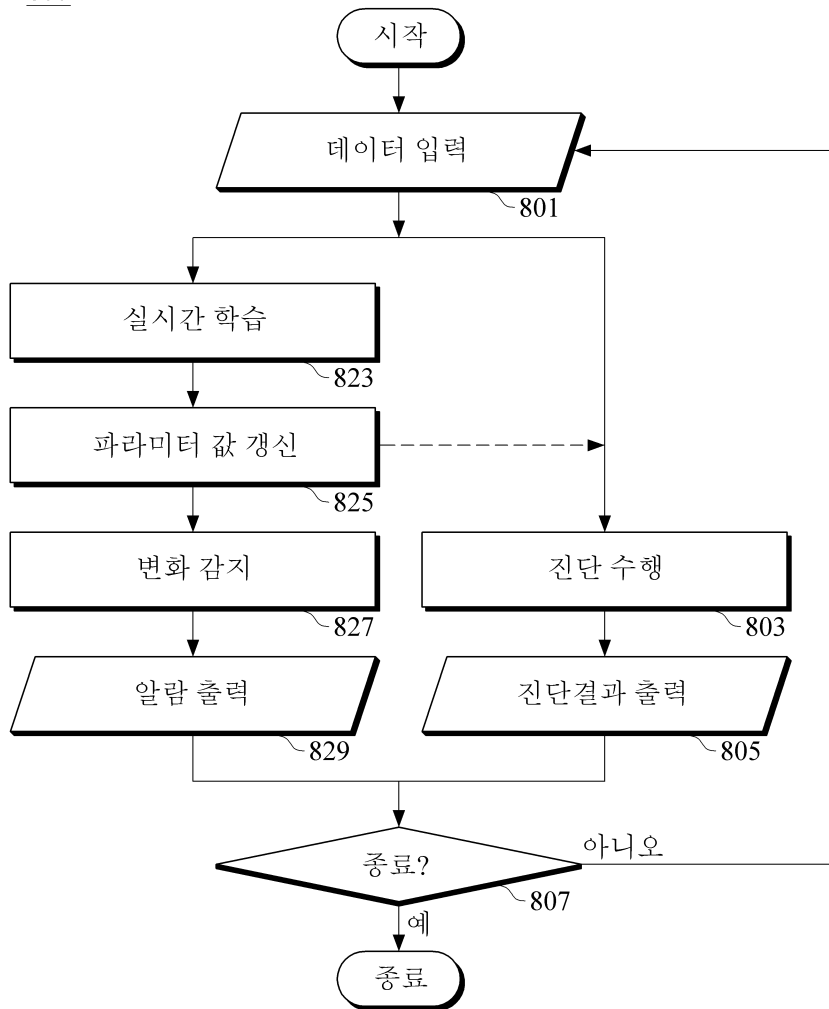 시작
데이터 입력
801
실시간 학습
823
파라미터 값 갱신
825
변화 감지
827
진단 수행
803
알람 출력
829
진단결과 출력
805
종료?
아니오
807
예
종료